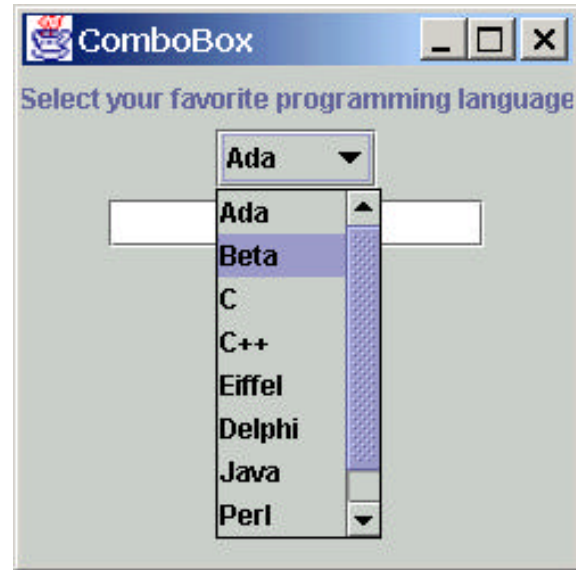 ComboBox
Select your favorite programming language
Ada
Ada
Beta
C
C++
Eiffel
Delphi
Java
Perl